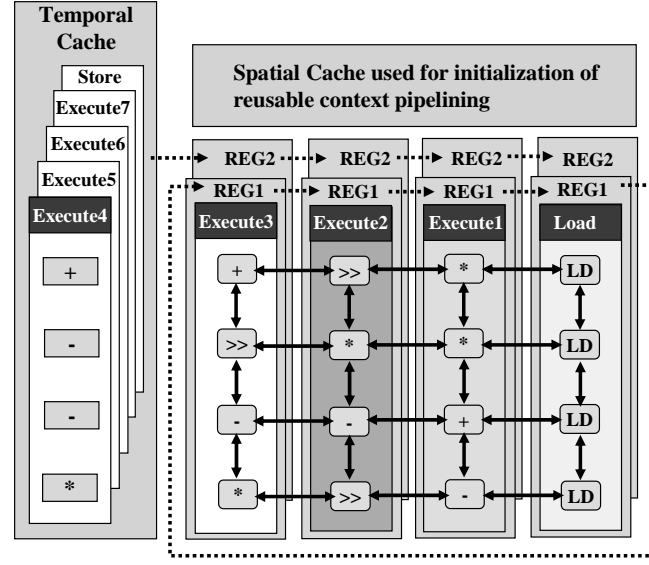 Temporal
Cache
Store
Execute7
Execute6
Execute5
Execute4
+
-
-
*
Spatial Cache used for initialization of
reusable context pipelining
REG2 REG2 REG2 REG2
REG1 REG1 REG1 REG1
Execute3 Execute2 Execute1 Load
+ >> * LD
>> * * LD
- - + LD
* >> - LD